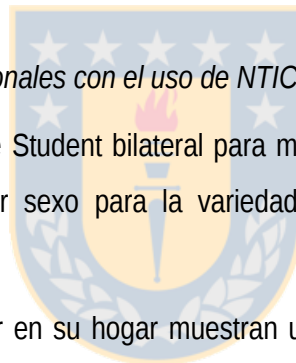 onales con el uso de NTIC
e Student bilateral para m
r sexo para la variedad
r en su hogar muestran u